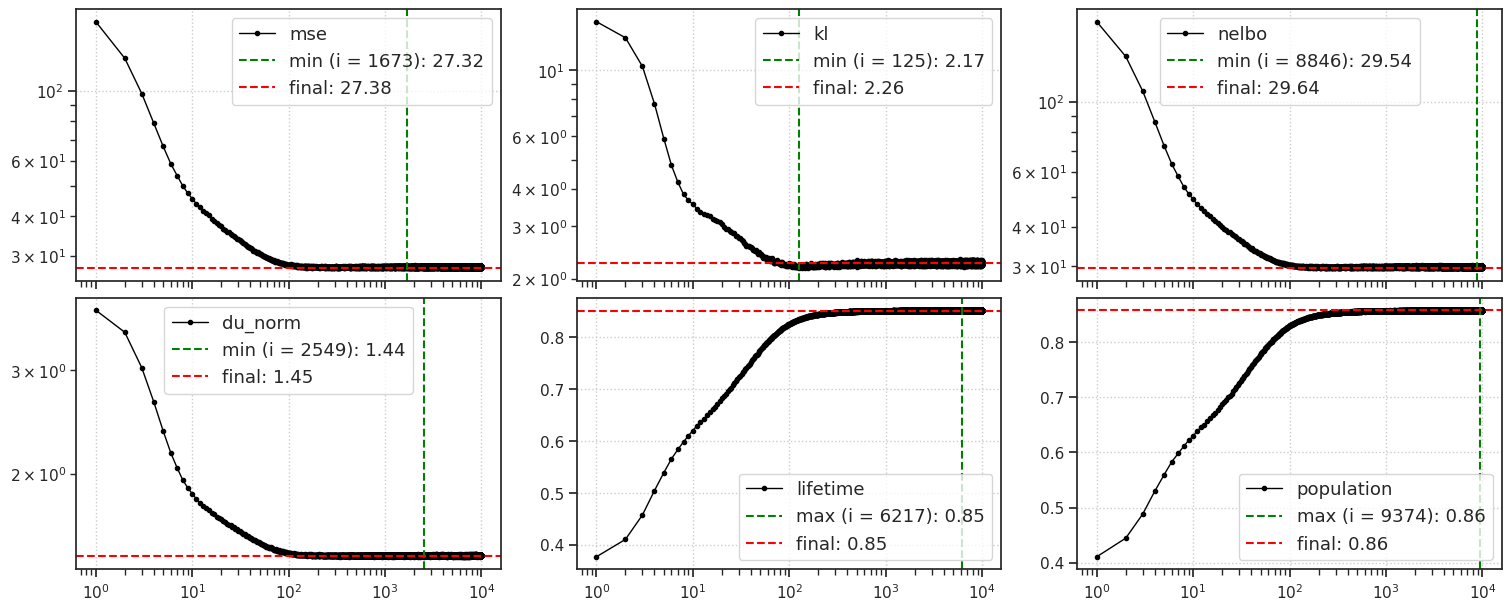 mse
min (i = 1673): 27.32
final: 27.38
10²
6 × 10¹
4 × 10¹
3 × 10¹
kl
min (i = 125): 2.17
final: 2.26
10¹
6 × 10⁰
4 × 10⁰
3 × 10⁰
2 × 10⁰
nelbo
min (i = 8846): 29.54
final: 29.64
10²
6 × 10¹
4 × 10¹
3 × 10¹
du_norm
min (i = 2549): 1.44
final: 1.45
3 × 10⁰
2 × 10⁰
10⁰ 10¹ 10² 10³ 10⁴
lifetime
max (i = 6217): 0.85
final: 0.85
0.8
0.7
0.6
0.5
0.4
10⁰ 10¹ 10² 10³ 10⁴
population
max (i = 9374): 0.86
final: 0.86
0.8
0.7
0.6
0.5
0.4
10⁰ 10¹ 10² 10³ 10⁴